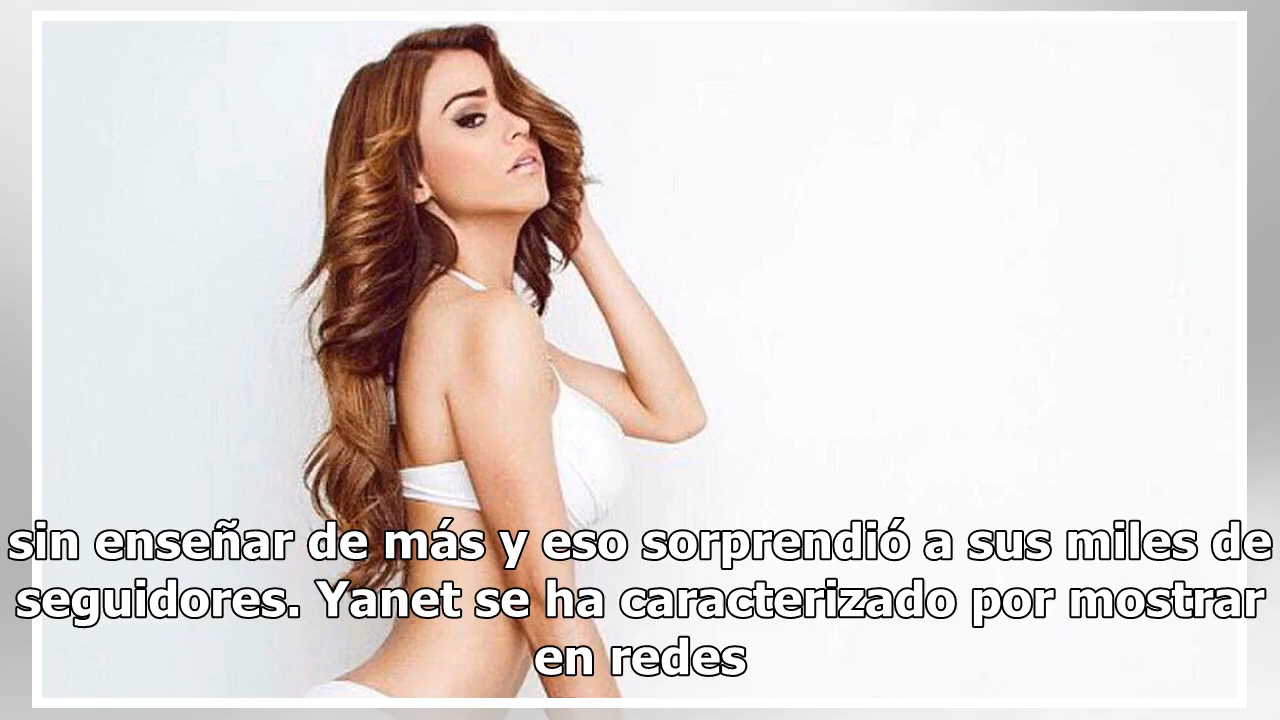 sin enseñar de más y eso sorprendió a sus miles de
seguidores. Yanet se ha caracterizado por mostrar
en redes